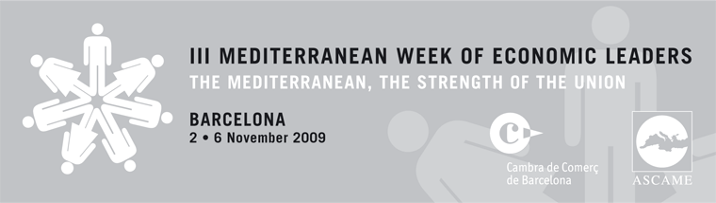 III MEDITERRANEAN WEEK OF ECONOMIC LEADERS
THE MEDITERRANEAN, THE STRENGTH OF THE UNION
BARCELONA
2 • 6 November 2009
c
Cambra de Comerç
de Barcelona
ASCAME